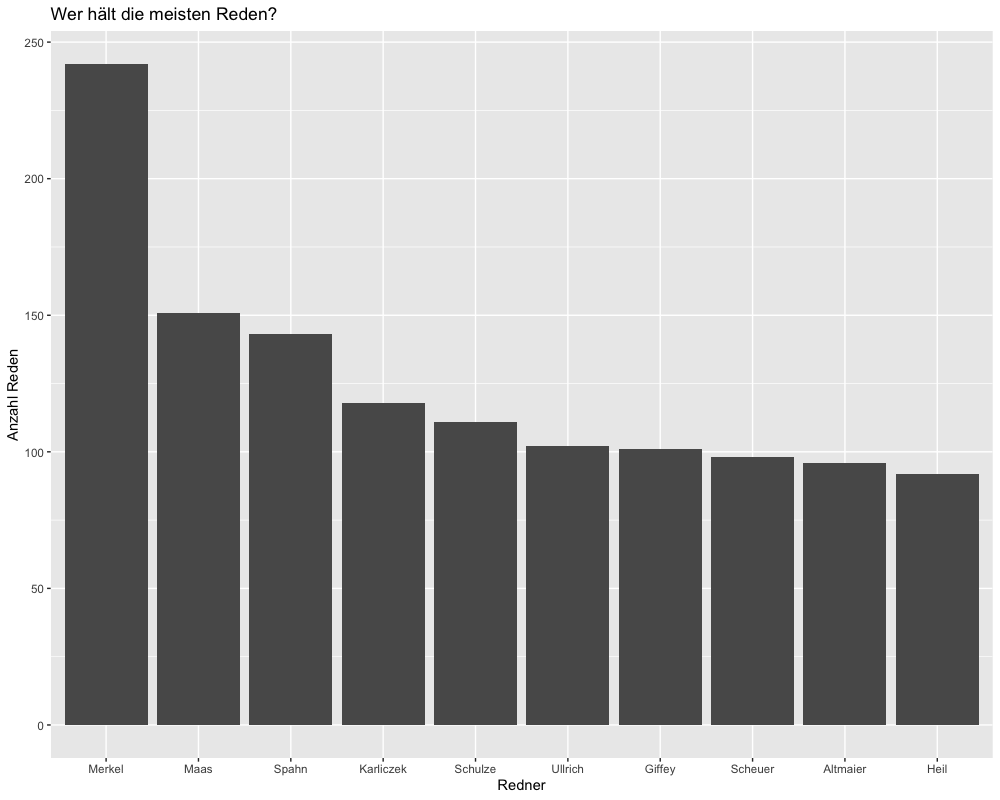 Wer hält die meisten Reden?
Anzahl Reden
250
200
150
100
50
0
Merkel Maas Spahn Karliczek Schulze Ullrich Giffey Scheuer Altmaier Heil
Redner